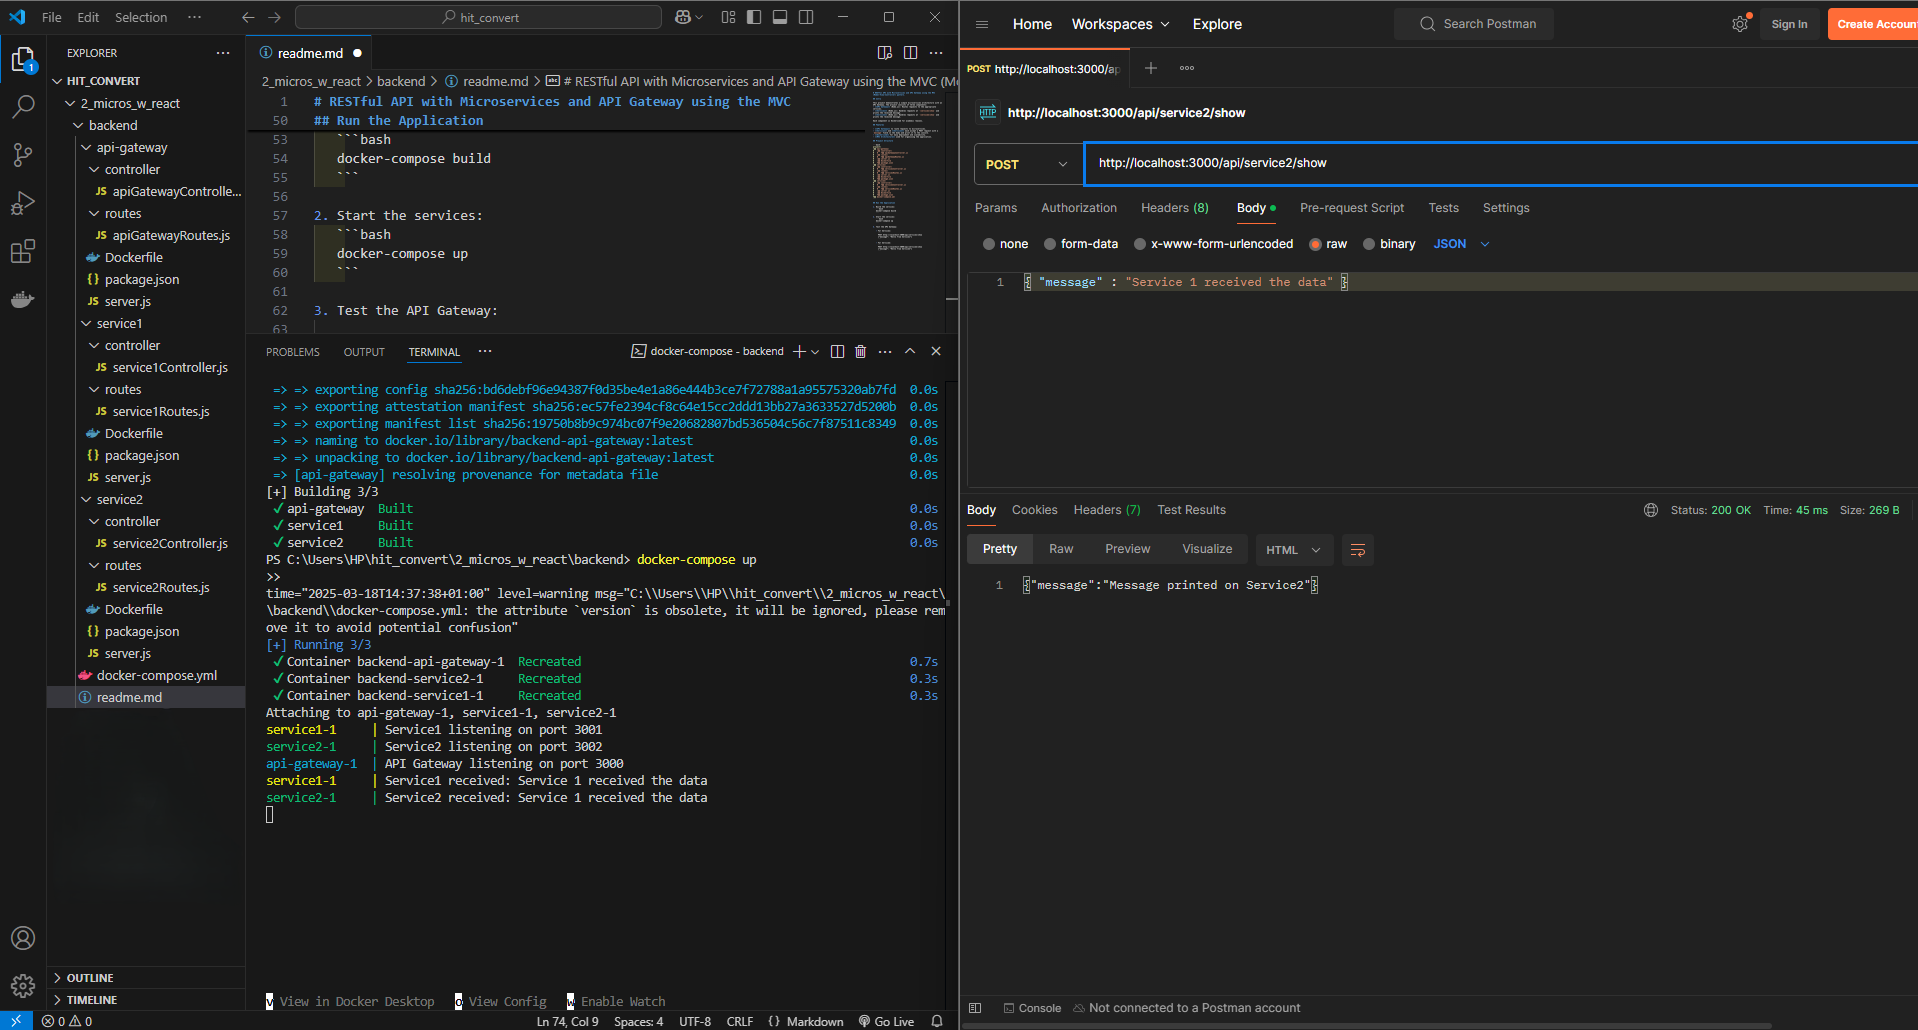 File Edit Selection ··· hit_convert
EXPLORER ···
HIT_CONVERT
2_micros_w_react
backend
api-gateway
controller
JS apiGatewayControlle...
routes
JS apiGatewayRoutes.js
Dockerfile
{} package.json
JS server.js
service1
controller
JS service1Controller.js
routes
JS service1Routes.js
Dockerfile
{} package.json
JS server.js
service2
controller
JS service2Controller.js
routes
JS service2Routes.js
Dockerfile
{} package.json
JS server.js
docker-compose.yml
readme.md
OUTLINE
TIMELINE
1
readme.md ●
2_micros_w_react > backend > readme.md > # RESTful API with Microservices and API Gateway using the MVC (M
1 # RESTful API with Microservices and API Gateway using the MVC
50 ## Run the Application
53 ```bash
54 docker-compose build
55 ```
56
57 2. Start the services:
58 ```bash
59 docker-compose up
60 ```
61
62 3. Test the API Gateway:
63
PROBLEMS OUTPUT TERMINAL ··· docker-compose - backend
=> => exporting config sha256:bd6debf96e94387f0d35be4e1a86e444b3ce7f72788a1a95575320ab7fd 0.0s
=> => exporting attestation manifest sha256:ec57fe2394cf8c64e15cc2ddd13bb27a3633527d5200b 0.0s
=> => exporting manifest list sha256:19750b8b9c974bc07f9e20682807bd536504c56c7f87511c8349 0.0s
=> => naming to docker.io/library/backend-api-gateway:latest 0.0s
=> => unpacking to docker.io/library/backend-api-gateway:latest 0.0s
=> [api-gateway] resolving provenance for metadata file 0.0s
[+] Building 3/3
✔ api-gateway Built 0.0s
✔ service1 Built 0.0s
✔ service2 Built 0.0s
PS C:\Users\HP\hit_convert\2_micros_w_react\backend> docker-compose up
>>
time="2025-03-18T14:37:38+01:00" level=warning msg="C:\\Users\\HP\\hit_convert\\2_micros_w_react\
\backend\\docker-compose.yml: the attribute `version` is obsolete, it will be ignored, please rem
ove it to avoid potential confusion"
[+] Running 3/3
✔ Container backend-api-gateway-1 Recreated 0.7s
✔ Container backend-service2-1 Recreated 0.3s
✔ Container backend-service1-1 Recreated 0.3s
Attaching to api-gateway-1, service1-1, service2-1
service1-1 | Service1 listening on port 3001
service2-1 | Service2 listening on port 3002
api-gateway-1 | API Gateway listening on port 3000
service1-1 | Service1 received: Service 1 received the data
service2-1 | Service2 received: Service 1 received the data
v View in Docker Desktop o View Config w Enable Watch
0 0 Ln 74, Col 9 Spaces: 4 UTF-8 CRLF {} Markdown Go Live
Home Workspaces Explore Search Postman Sign In Create Accoun
POST http://localhost:3000/ap
HTTP http://localhost:3000/api/service2/show
POST http://localhost:3000/api/service2/show
Params Authorization Headers (8) Body Pre-request Script Tests Settings
none form-data x-www-form-urlencoded raw binary JSON
1 { "message" : "Service 1 received the data" }
Body Cookies Headers (7) Test Results Status: 200 OK Time: 45 ms Size: 269 B
Pretty Raw Preview Visualize HTML
1 {"message":"Message printed on Service2"}
Console Not connected to a Postman account